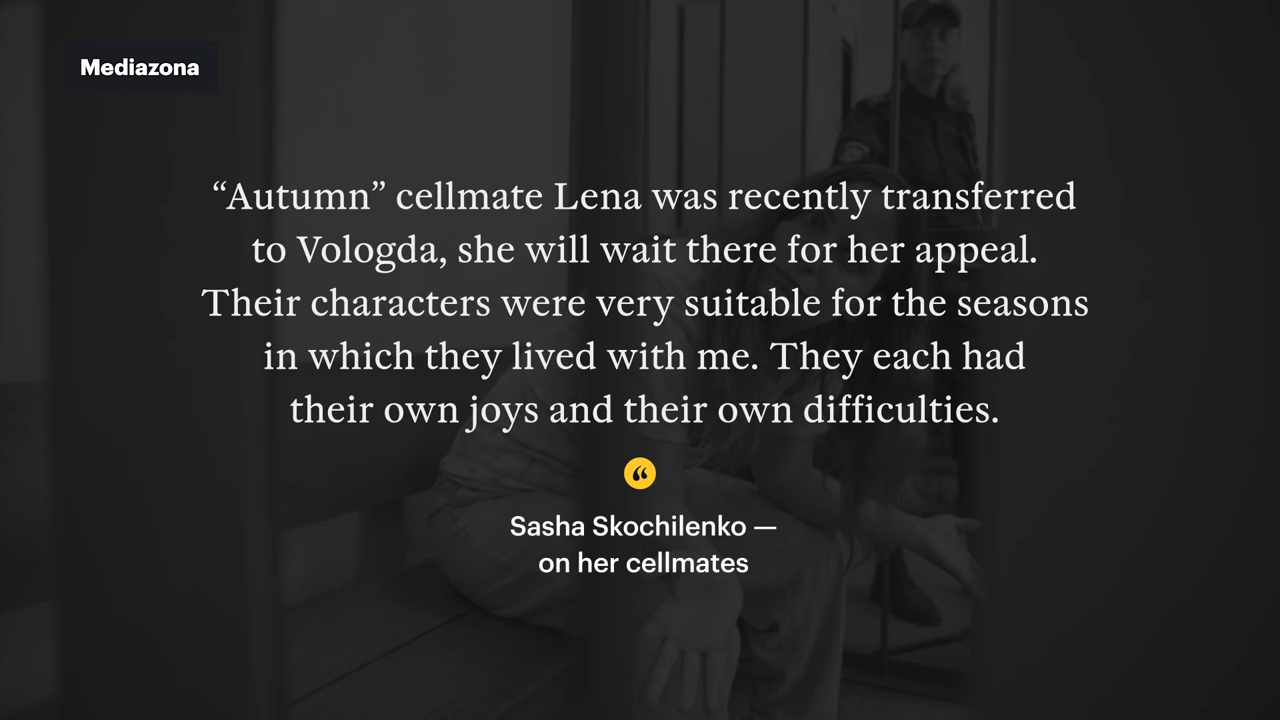 Mediazona
“Autumn” cellmate Lena was recently transferred
to Vologda, she will wait there for her appeal.
Their characters were very suitable for the seasons
in which they lived with me. They each had
their own joys and their own difficulties.
“
Sasha Skochilenko —
on her cellmates